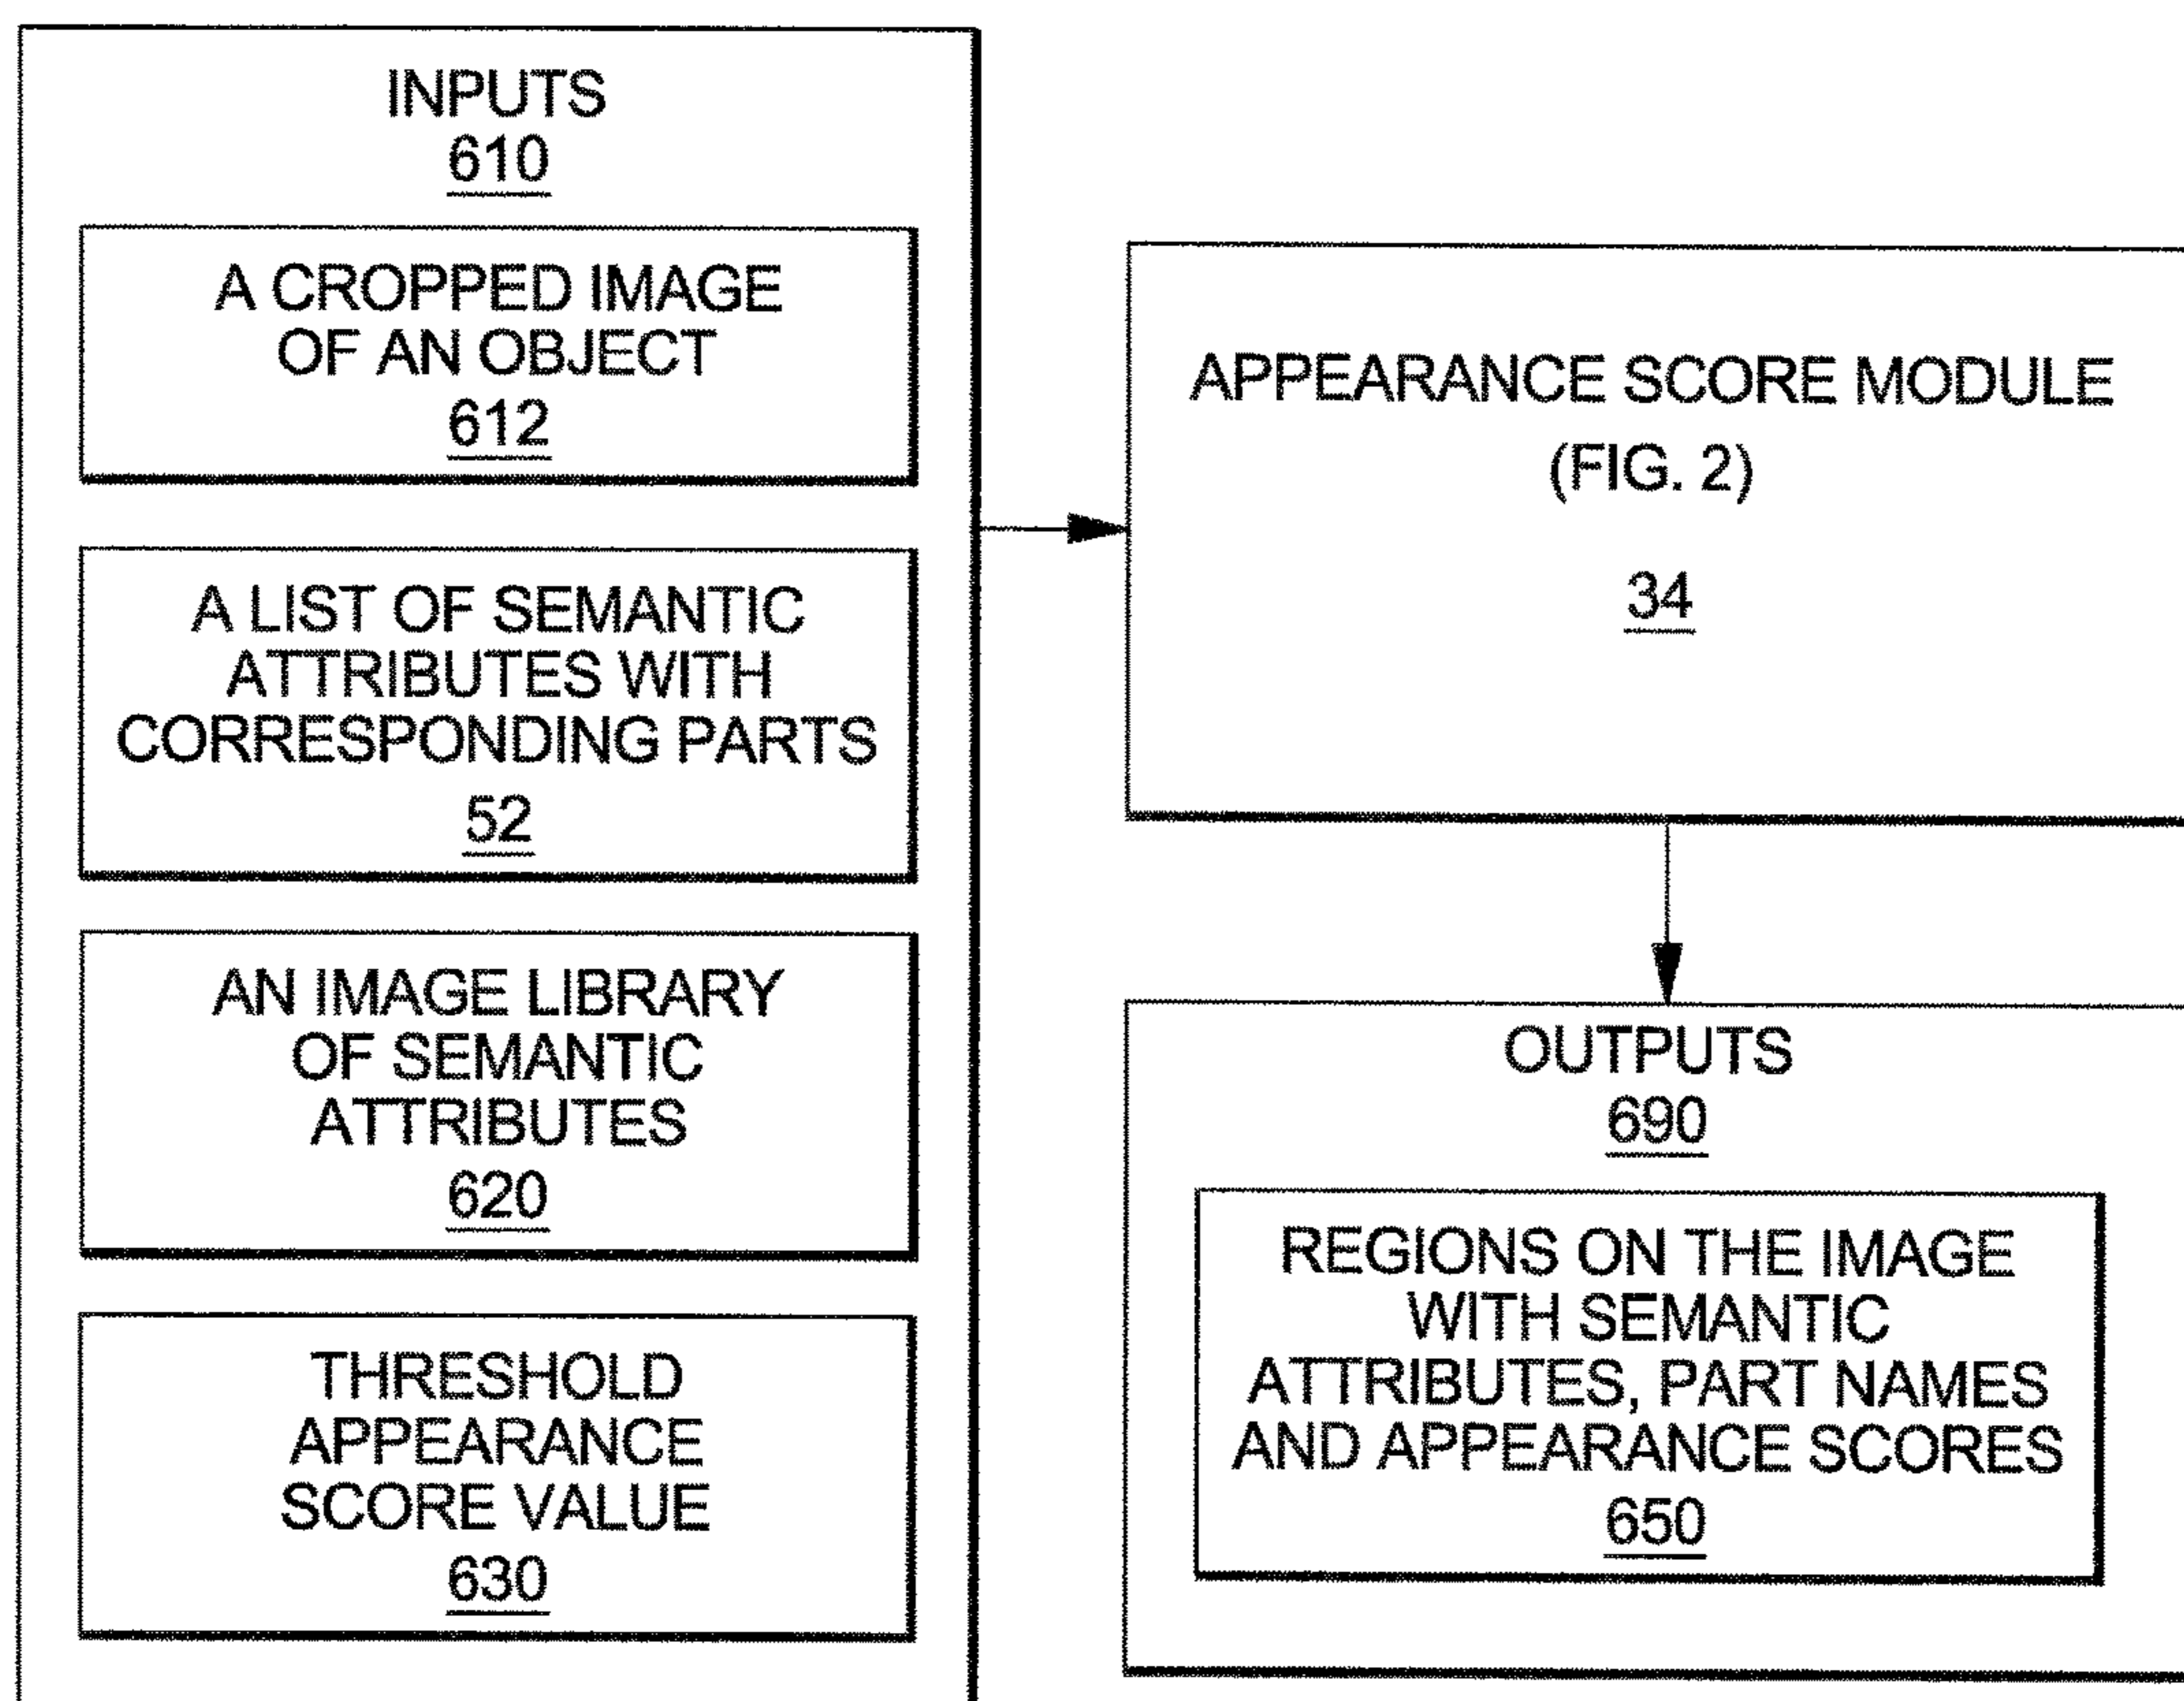 INPUTS
610
A CROPPED IMAGE
OF AN OBJECT
612
A LIST OF SEMANTIC
ATTRIBUTES WITH
CORRESPONDING PARTS
52
AN IMAGE LIBRARY
OF SEMANTIC
ATTRIBUTES
620
THRESHOLD
APPEARANCE
SCORE VALUE
630
APPEARANCE SCORE MODULE
(FIG. 2)
34
OUTPUTS
690
REGIONS ON THE IMAGE
WITH SEMANTIC
ATTRIBUTES, PART NAMES
AND APPEARANCE SCORES
650